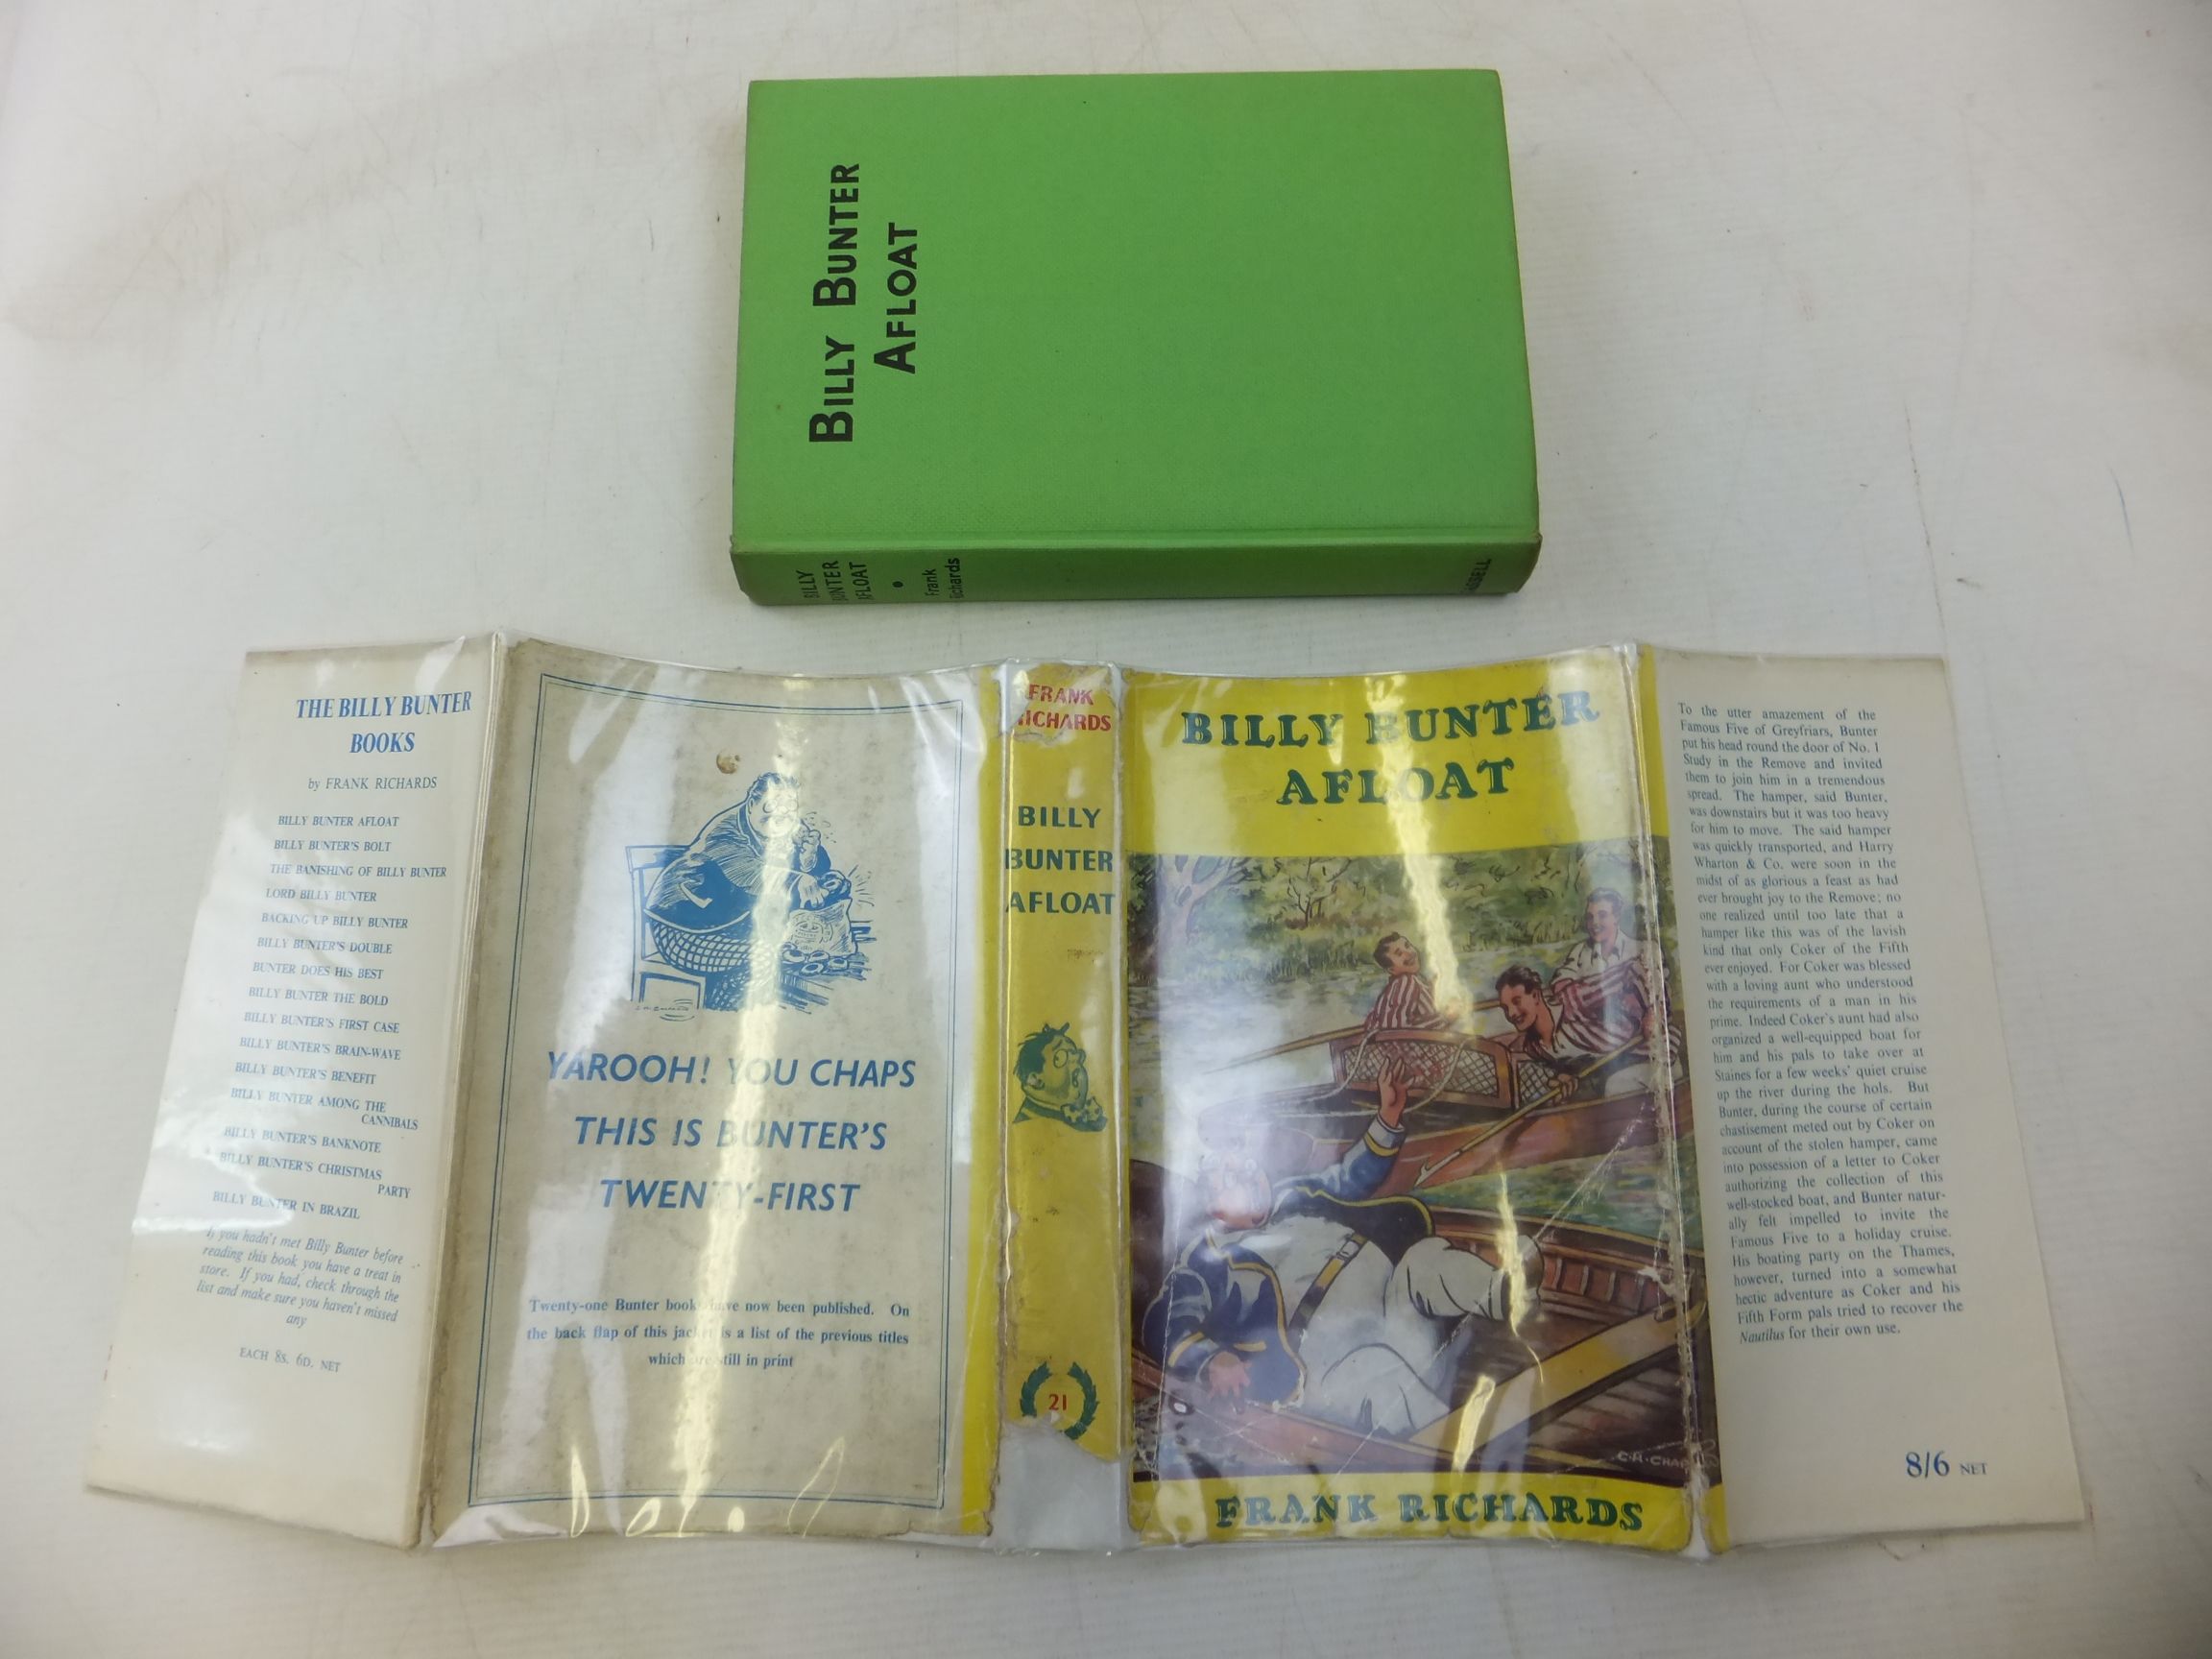 BILLY BUNTER
AFLOAT
BILLY
BUNTER
AFLOAT
Frank
Richards
THE BILLY BUNTER
BOOKS
by FRANK RICHARDS
BILLY BUNTER AFLOAT
BILLY BUNTER'S BOLT
THE BANISHING OF BILLY BUNTER
LORD BILLY BUNTER
BACKING UP BILLY BUNTER
BILLY BUNTER'S DOUBLE
BUNTER DOES HIS BEST
BILLY BUNTER THE BOLD
BILLY BUNTER'S FIRST CASE
BILLY BUNTER'S BRAIN-WAVE
BILLY BUNTER'S BENEFIT
BILLY BUNTER AMONG THE
CANNIBALS
BILLY BUNTER'S BANKNOTE
BILLY BUNTER'S CHRISTMAS
PARTY
BILLY BUNTER IN BRAZIL
If you hadn't met Billy Bunter before
reading this book you have a treat in
store. If you had, check through the
list and make sure you haven't missed
any
EACH 8S. 6D. NET
YAROOH! YOU CHAPS
THIS IS BUNTER'S
TWENTY-FIRST
Twenty-one Bunter books have now been published. On
the back flap of this jacket is a list of the previous titles
which are still in print
FRANK
RICHARDS
BILLY
BUNTER
AFLOAT
21
BILLY BUNTER
AFLOAT
FRANK RICHARDS
To the utter amazement of the
Famous Five of Greyfriars, Bunter
put his head round the door of No. 1
Study in the Remove and invited
them to join him in a tremendous
spread. The hamper, said Bunter,
was downstairs but it was too heavy
for him to move. The said hamper
was quickly transported, and Harry
Wharton & Co. were soon in the
midst of as glorious a feast as had
ever brought joy to the Remove; no
one realized until too late that a
hamper like this was of the lavish
kind that only Coker of the Fifth
ever enjoyed. For Coker was blessed
with a loving aunt who understood
the requirements of a man in his
prime. Indeed Coker's aunt had also
organized a well-equipped boat for
him and his pals to take over at
Staines for a few weeks' quiet cruise
up the river during the hols. But
Bunter, during the course of certain
chastisement meted out by Coker on
account of the stolen hamper, came
into possession of a letter to Coker
authorizing the collection of this
well-stocked boat, and Bunter natur-
ally felt impelled to invite the
Famous Five to a holiday cruise.
His boating party on the Thames,
however, turned into a somewhat
hectic adventure as Coker and his
Fifth Form pals tried to recover the
Nautilus for their own use.
8/6 NET